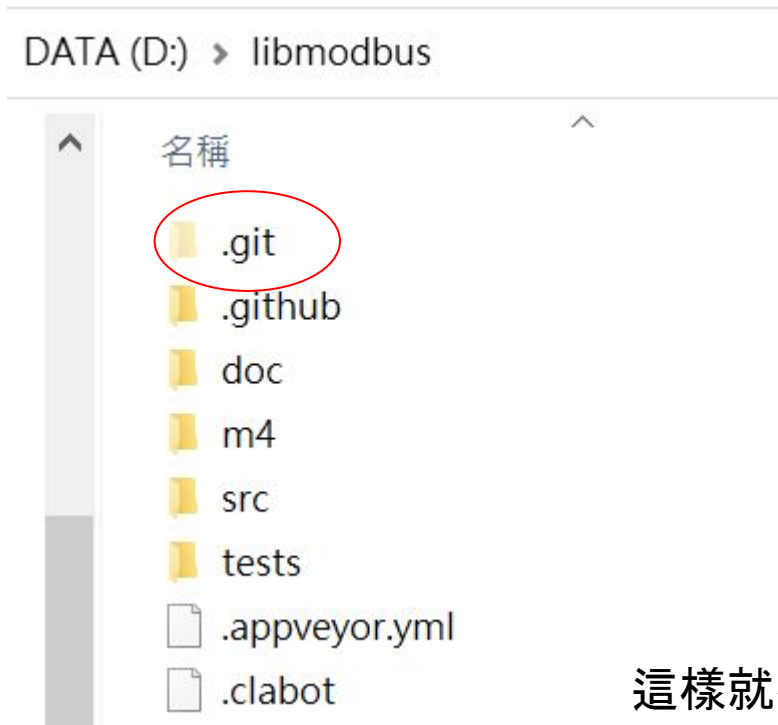 DATA (D:) > libmodbus
名稱
.git
.github
doc
m4
src
tests
.appveyor.yml
.clabot
這樣就